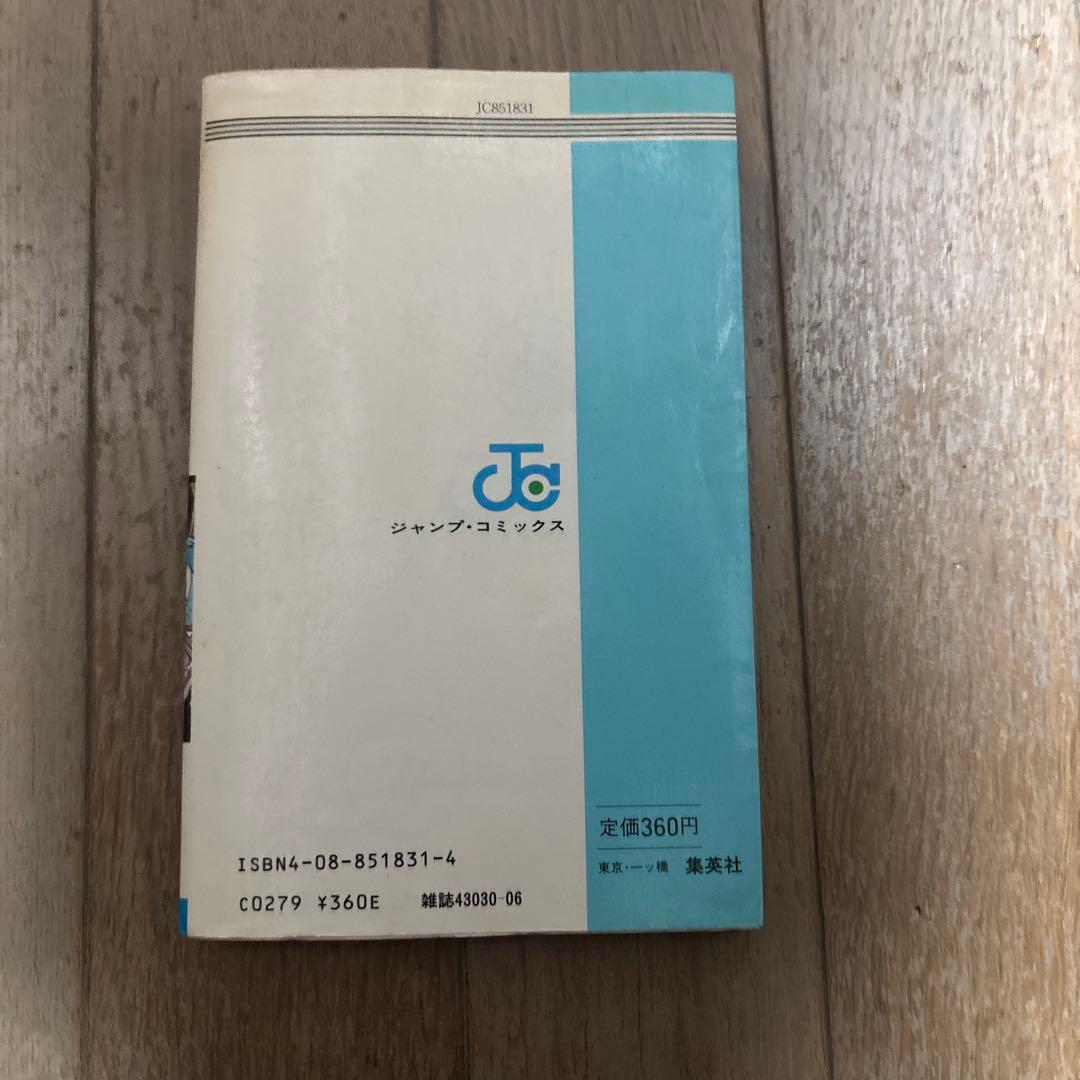 JC851831
JC
ジャンプ・コミックス
定価360円
東京・一ッ橋 集英社
ISBN4-08-851831-4
C0279 ¥360E 雑誌43030-06